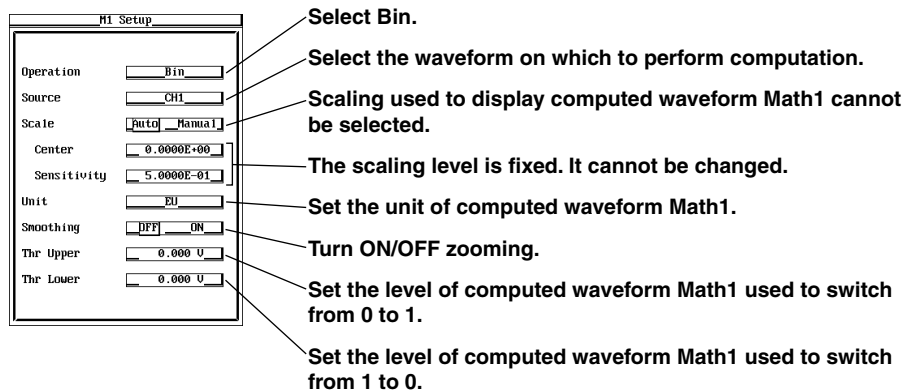 M1 Setup
Operation
Bin
Source
CH1
Scale
Auto Manual
Center
0.0000E+00
Sensitivity
5.0000E-01
Unit
EU
Smoothing
OFF ON
Thr Upper
0.000 V
Thr Lower
0.000 V
Select Bin.
Select the waveform on which to perform computation.
Scaling used to display computed waveform Math1 cannot
be selected.
The scaling level is fixed. It cannot be changed.
Set the unit of computed waveform Math1.
Turn ON/OFF zooming.
Set the level of computed waveform Math1 used to switch
from 0 to 1.
Set the level of computed waveform Math1 used to switch
from 1 to 0.